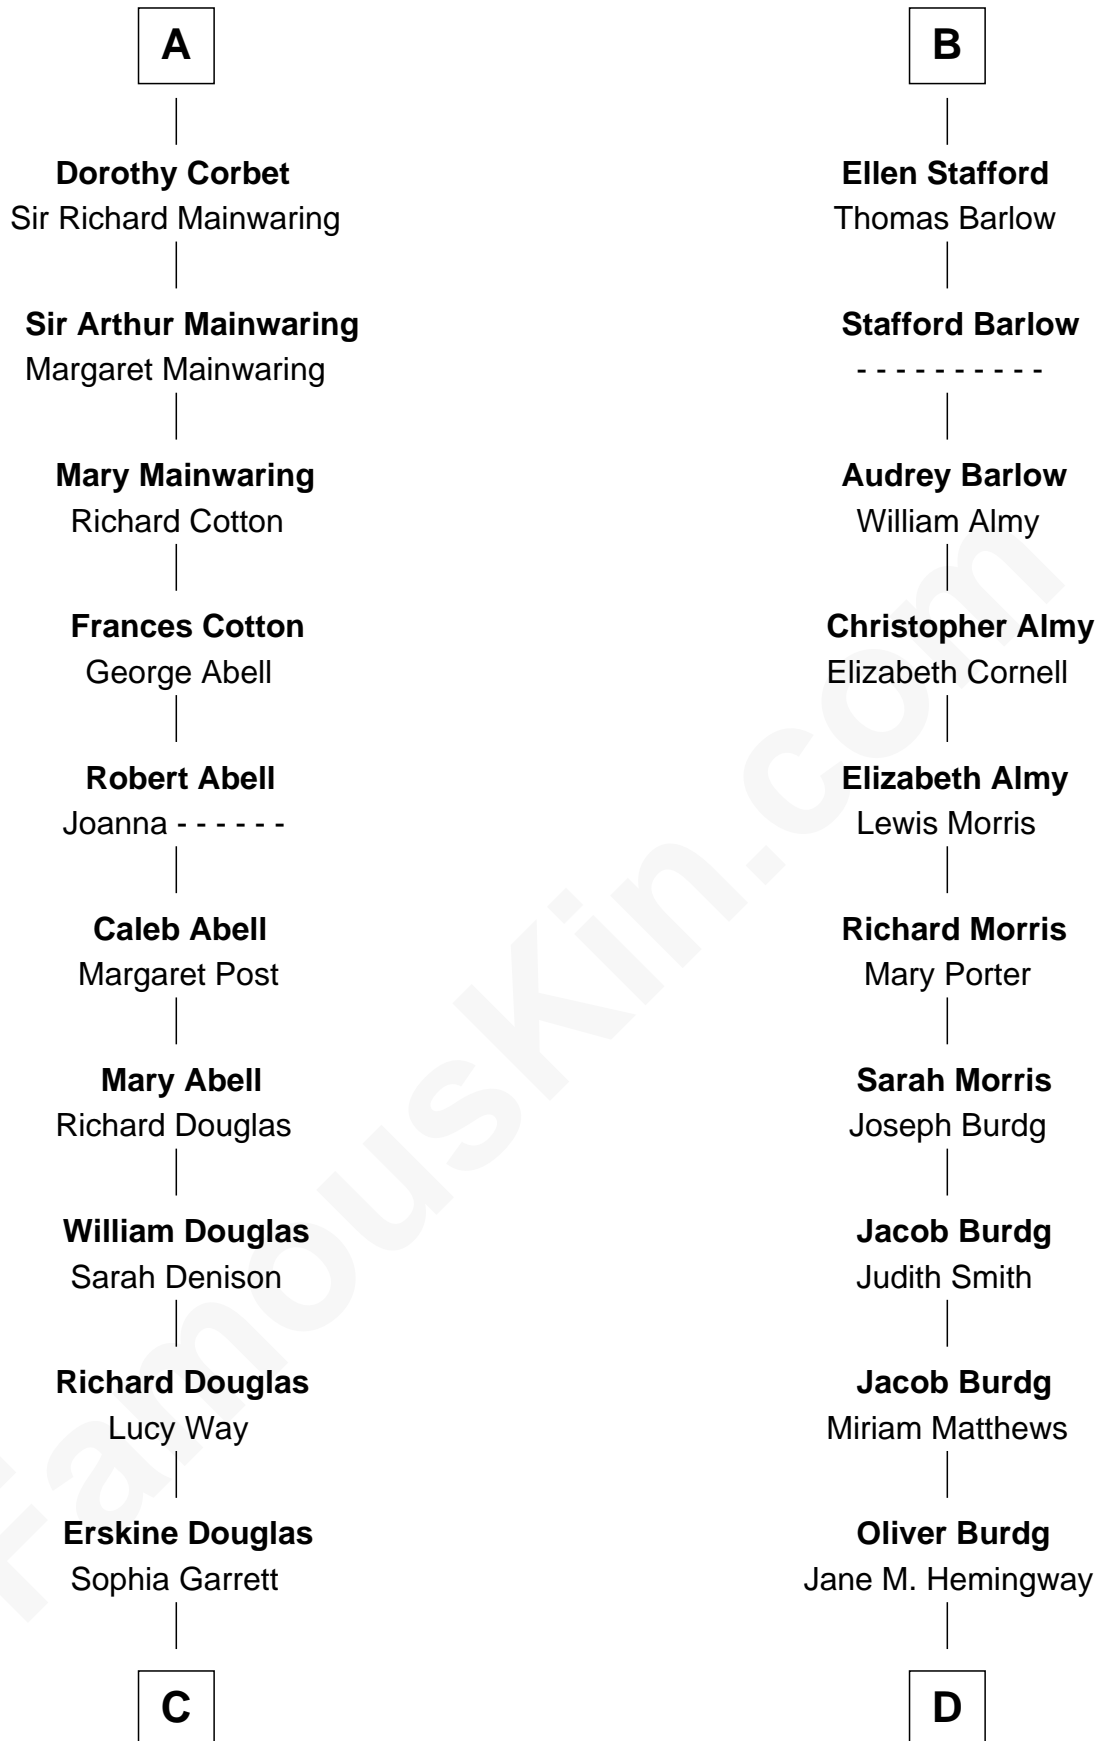 A
Dorothy Corbet
Sir Richard Mainwaring
Sir Arthur Mainwaring
Margaret Mainwaring
Mary Mainwaring
Richard Cotton
Frances Cotton
George Abell
Robert Abell
Joanna - - - - - -
Caleb Abell
Margaret Post
Mary Abell
Richard Douglas
William Douglas
Sarah Denison
Richard Douglas
Lucy Way
Erskine Douglas
Sophia Garrett
C
B
Ellen Stafford
Thomas Barlow
Stafford Barlow
- - - - - - - - - -
Audrey Barlow
William Almy
Christopher Almy
Elizabeth Cornell
Elizabeth Almy
Lewis Morris
Richard Morris
Mary Porter
Sarah Morris
Joseph Burdg
Jacob Burdg
Judith Smith
Jacob Burdg
Miriam Matthews
Oliver Burdg
Jane M. Hemingway
D
FamousKin.com